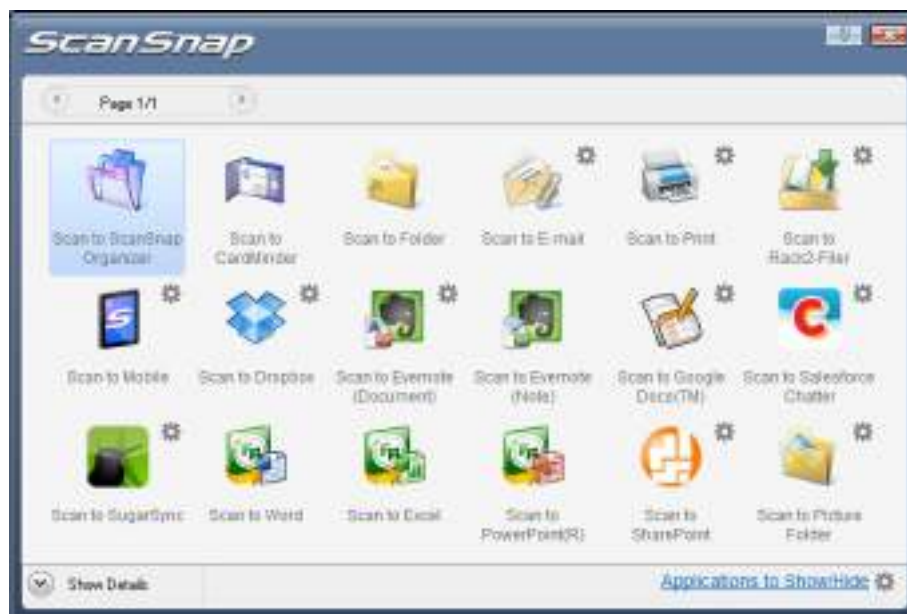 ScanSnap
Page 1/1
Scan to ScanSnap
Organizer
Scan to
CardMinder
Scan to Folder
Scan to E-mail
Scan to Print
Scan to
Rack2-Filer
Scan to Mobile
Scan to Dropbox
Scan to Evernote
(Document)
Scan to Evernote
(Note)
Scan to Google
Docs(TM)
Scan to Salesforce
Chatter
Scan to SugarSync
Scan to Word
Scan to Excel
Scan to
PowerPoint(R)
Scan to
SharePoint
Scan to Picture
Folder
Show Details
Applications to Show/Hide